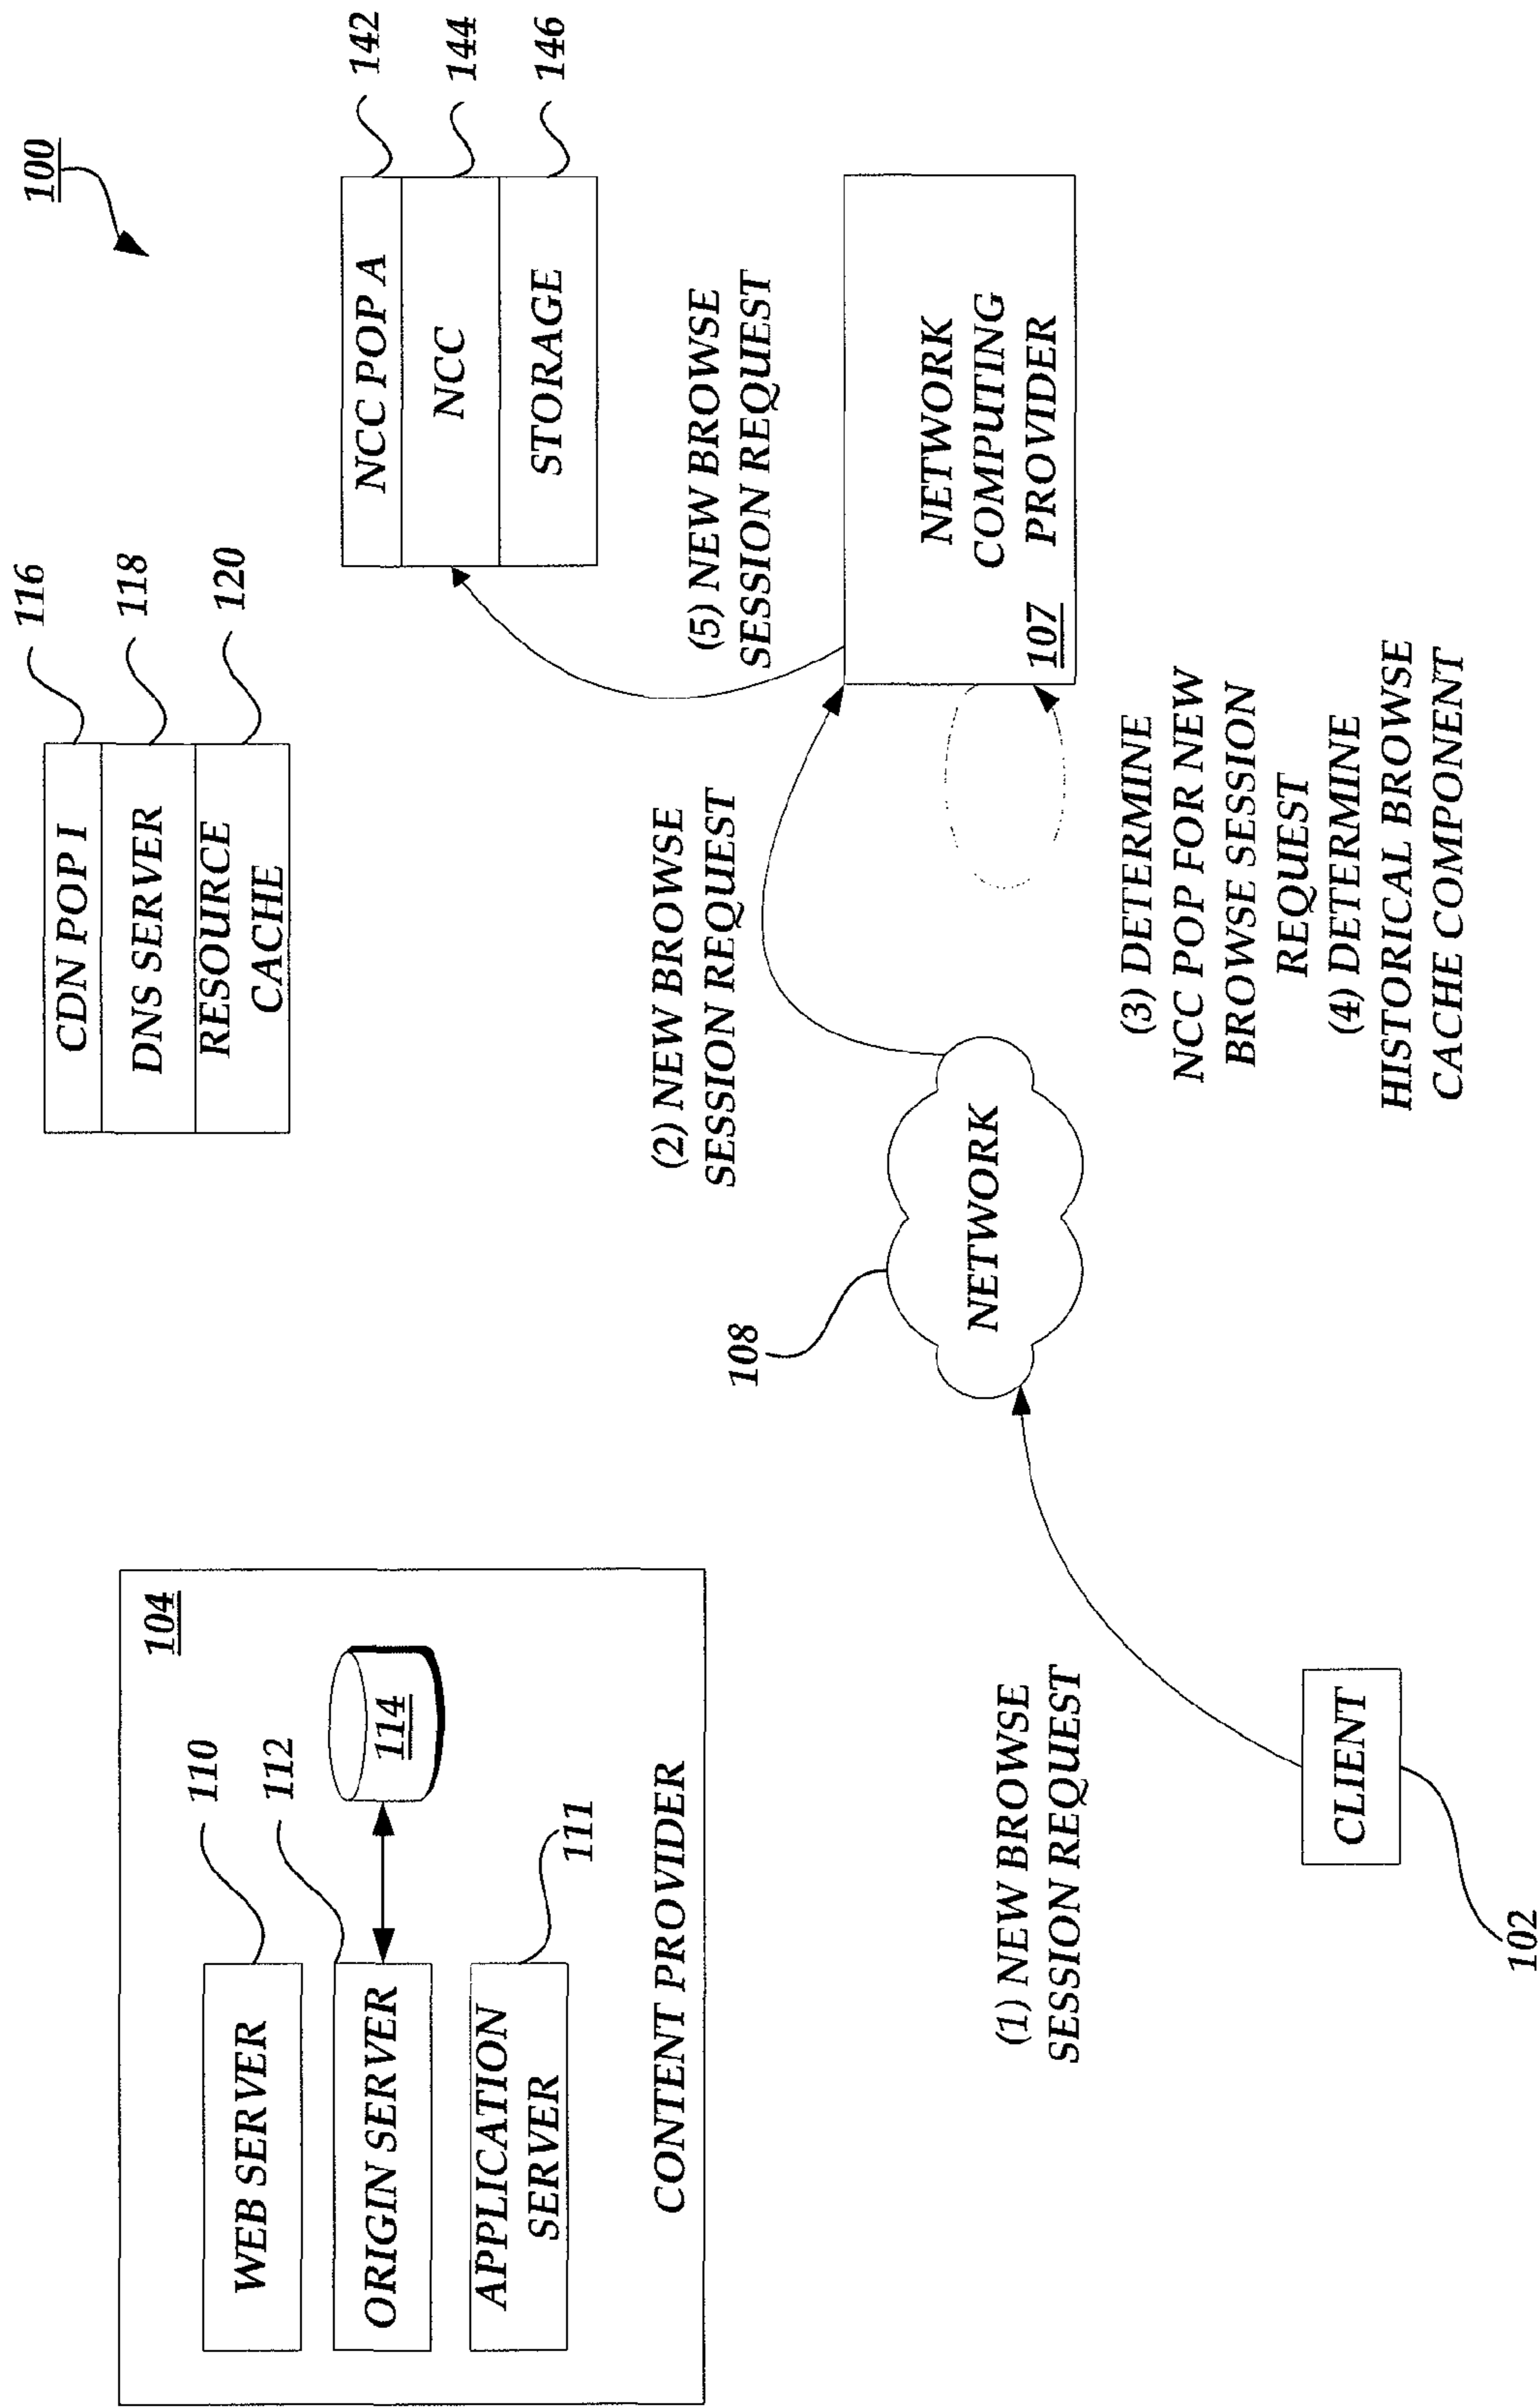 100
104
110
WEB SERVER
112
ORIGIN SERVER
114
APPLICATION
SERVER
111
CONTENT PROVIDER
CDN POP I
DNS SERVER
RESOURCE
CACHE
116
118
120
NCC POP A
NCC
STORAGE
142
144
146
(1) NEW BROWSE
SESSION REQUEST
CLIENT
102
108
NETWORK
(2) NEW BROWSE
SESSION REQUEST
(5) NEW BROWSE
SESSION REQUEST
NETWORK
COMPUTING
PROVIDER
107
(3) DETERMINE
NCC POP FOR NEW
BROWSE SESSION
REQUEST
(4) DETERMINE
HISTORICAL BROWSE
CACHE COMPONENT